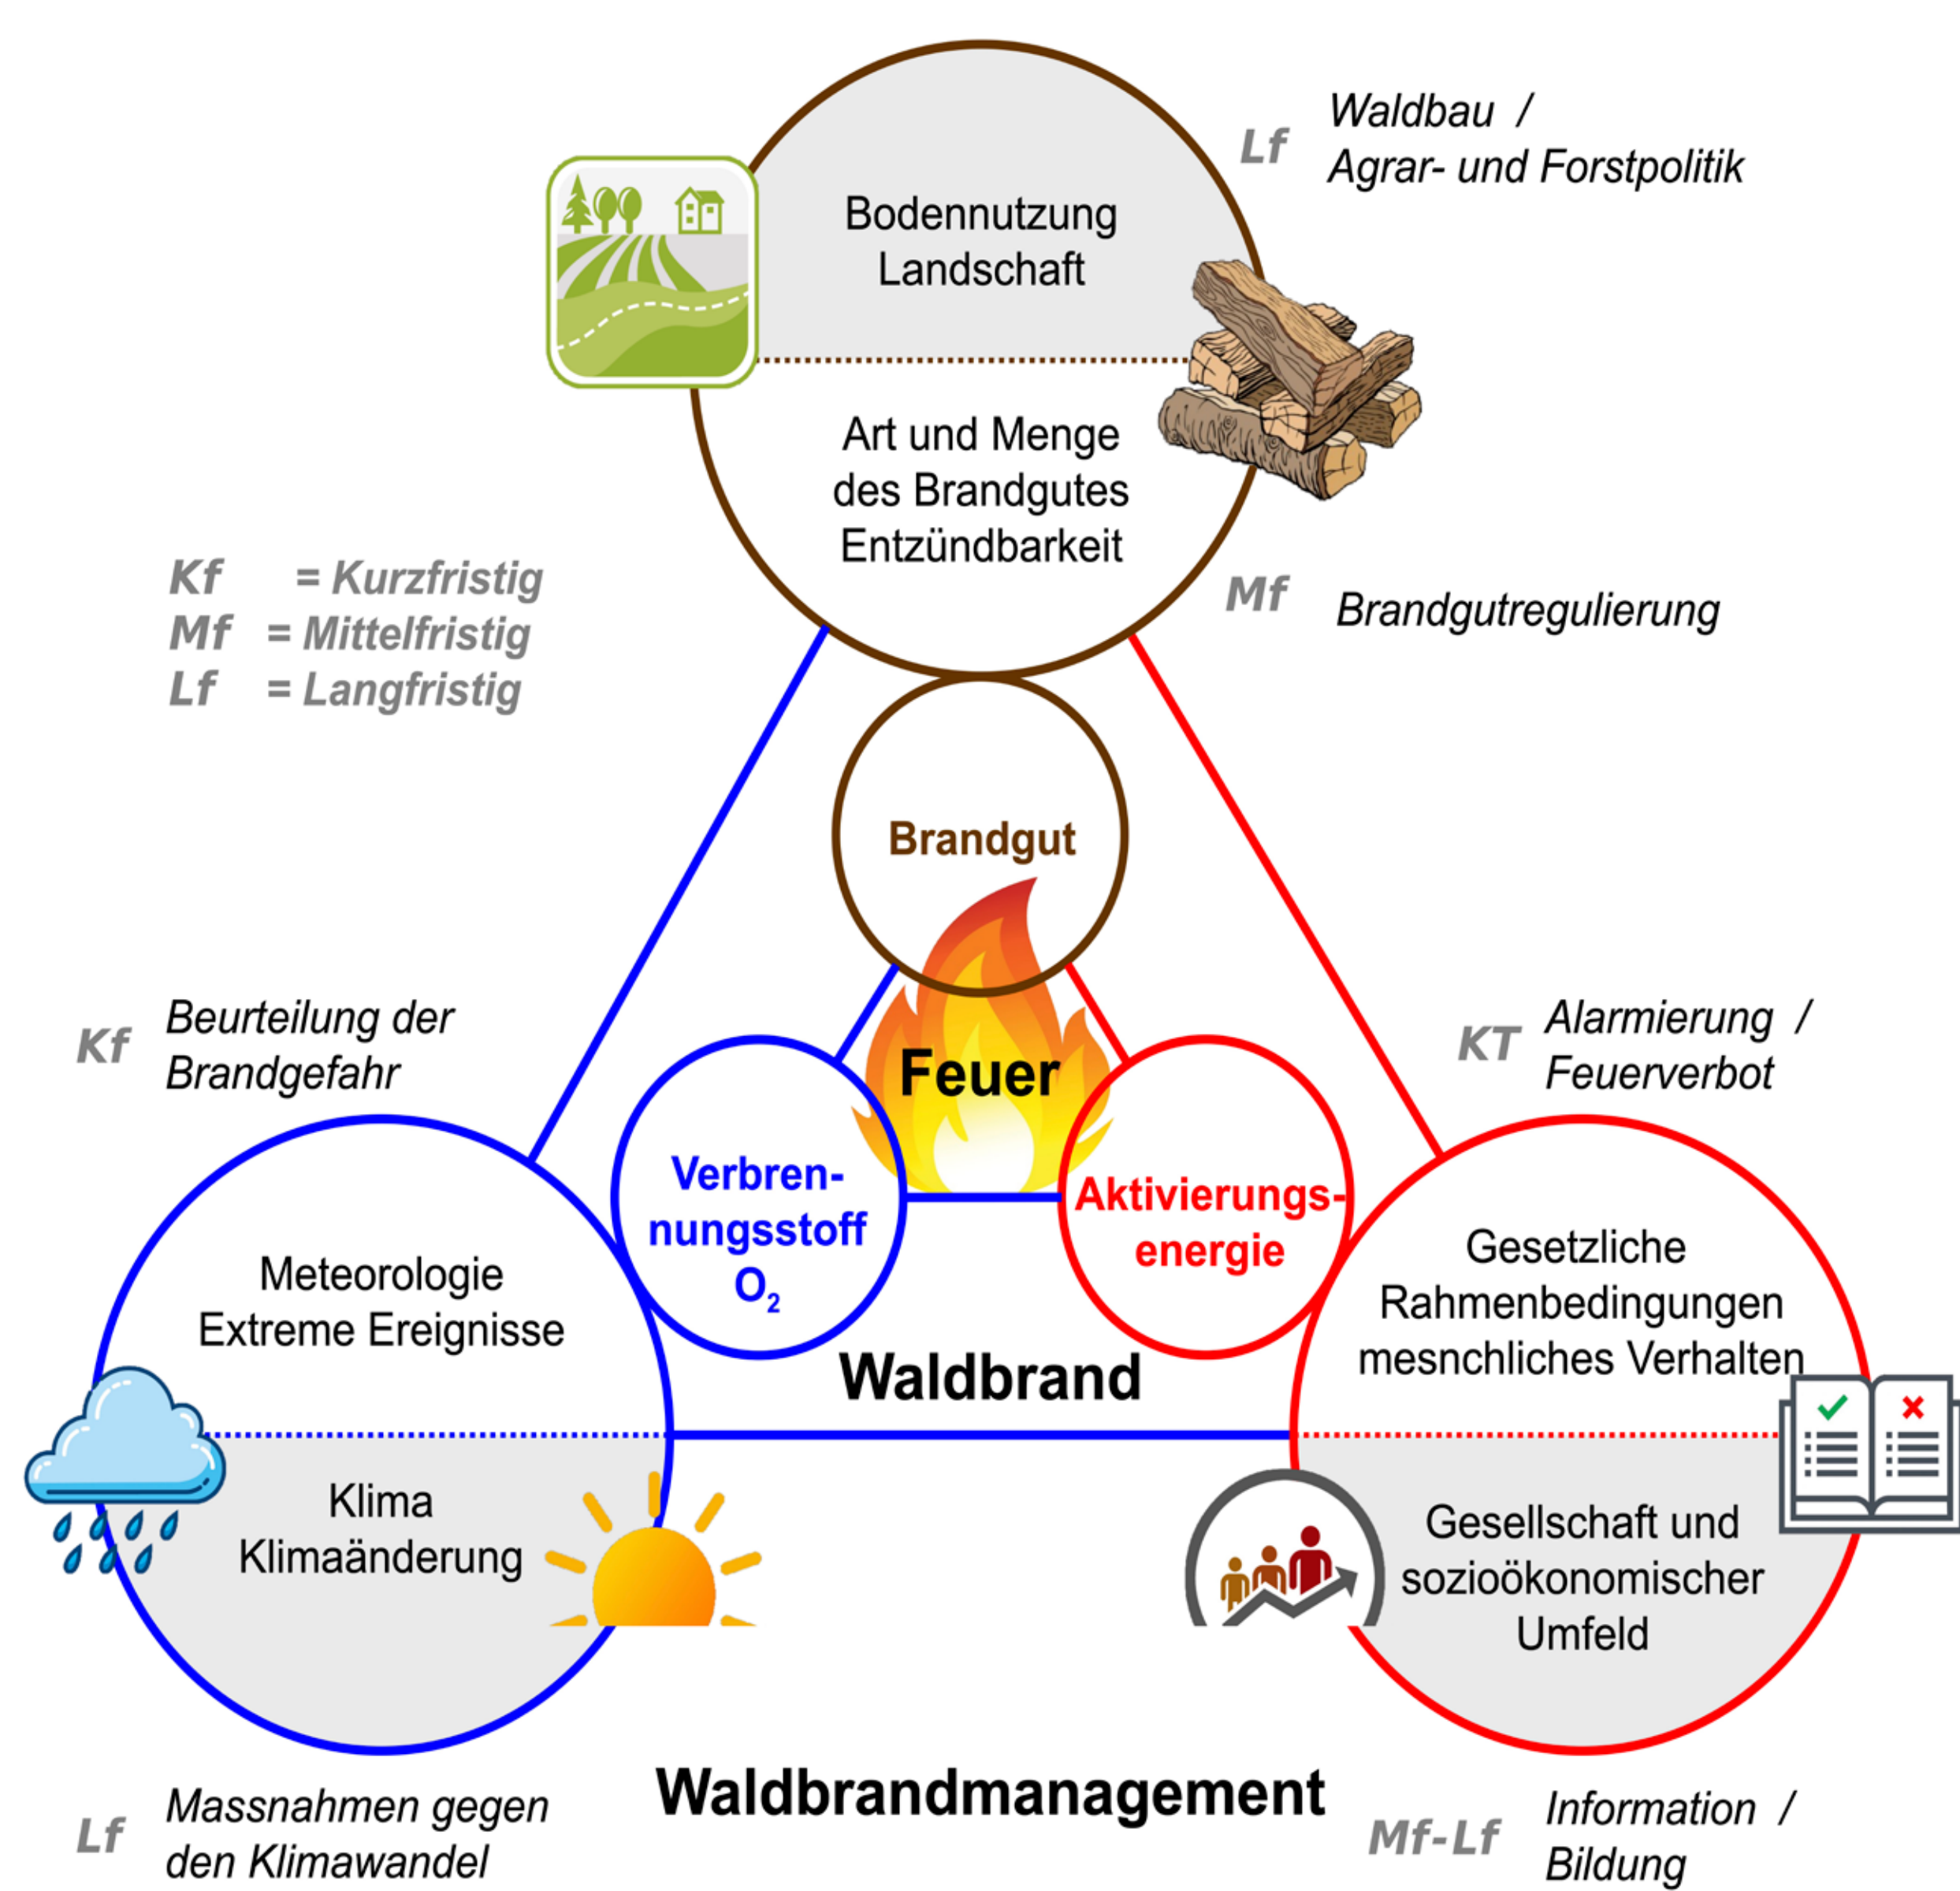 Lf
Waldbau /
Agrar- und Forstpolitik
Bodennutzung
Landschaft
Art und Menge
des Brandgutes
Entzündbarkeit
Mf
Brandgutregulierung
Kf = Kurzfristig
Mf = Mittelfristig
Lf = Langfristig
Brandgut
Kf
Beurteilung der
Brandgefahr
KT
Alarmierung /
Feuerverbot
Feuer
Verbren-
nungsstoff
O₂
Aktivierungs-
energie
Meteorologie
Extreme Ereignisse
Gesetzliche
Rahmenbedingungen
mesnchliches Verhalten
Waldbrand
Klima
Klimaänderung
Gesellschaft und
sozioökonomischer
Umfeld
Waldbrandmanagement
Lf
Massnahmen gegen
den Klimawandel
Mf-Lf
Information /
Bildung